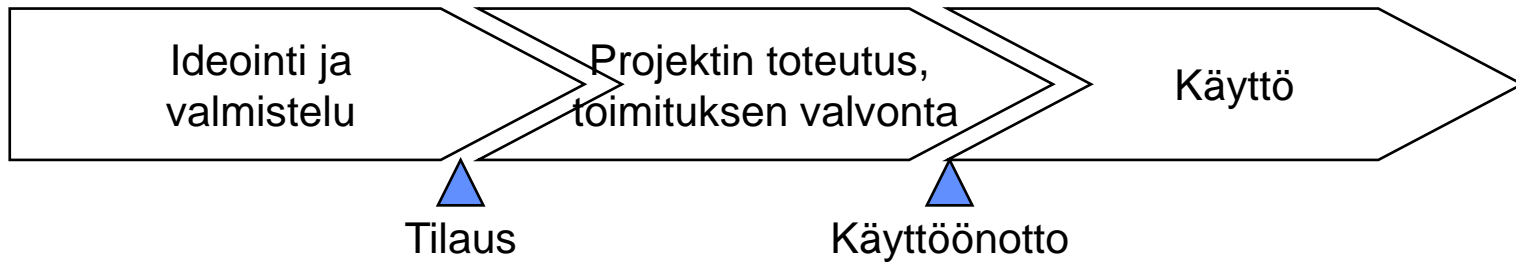 Ideointi ja
valmistelu
Projektin toteutus,
toimituksen valvonta
Käyttö
Tilaus
Käyttöönotto